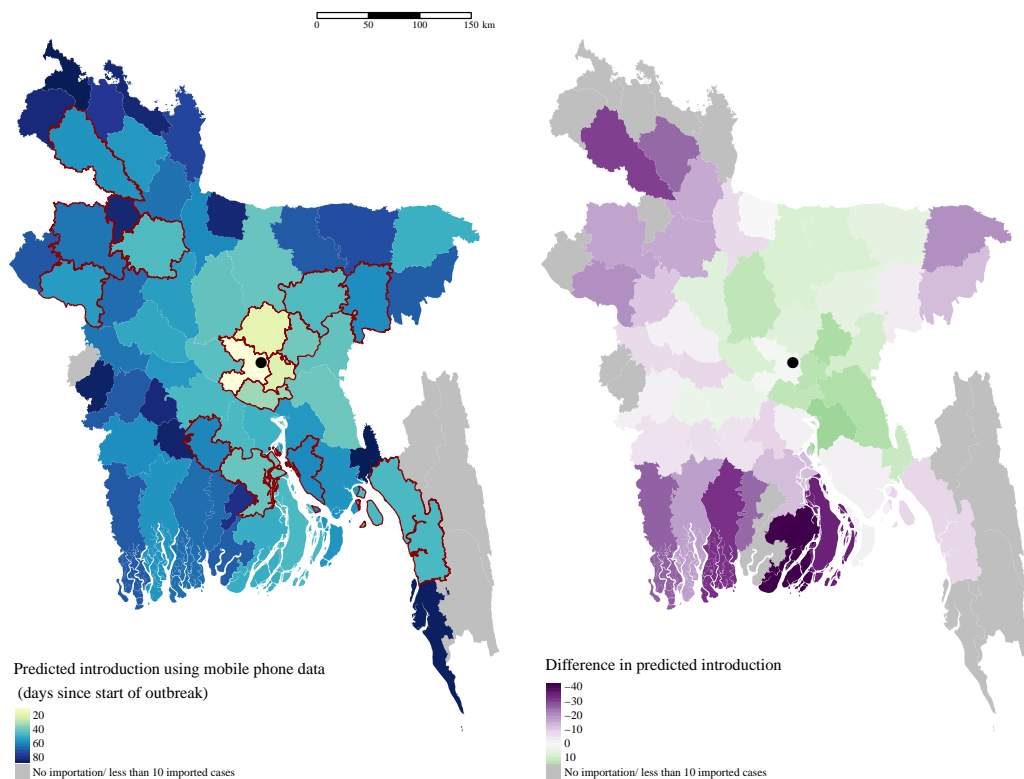 0 50 100 150 km
Predicted introduction using mobile phone data
(days since start of outbreak)
20
40
60
80
No importation/ less than 10 imported cases
Difference in predicted introduction
−40
−30
−20
−10
0
10
No importation/ less than 10 imported cases